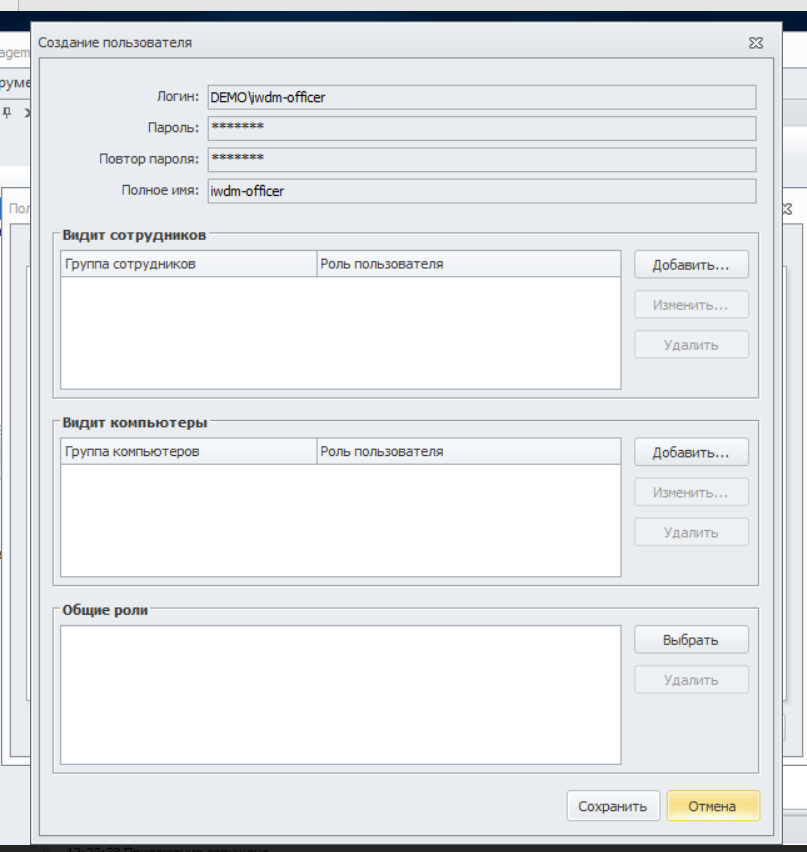 Создание пользователя
agem
руме
Логин: DEMO\iwdm-officer
Пароль: *******
Повтор пароля: *******
Полное имя: iwdm-officer
Пол
Видит сотрудников
Группа сотрудников Роль пользователя
Добавить...
Изменить...
Удалить
Видит компьютеры
Группа компьютеров Роль пользователя
Добавить...
Изменить...
Удалить
Общие роли
Выбрать
Удалить
Сохранить Отмена